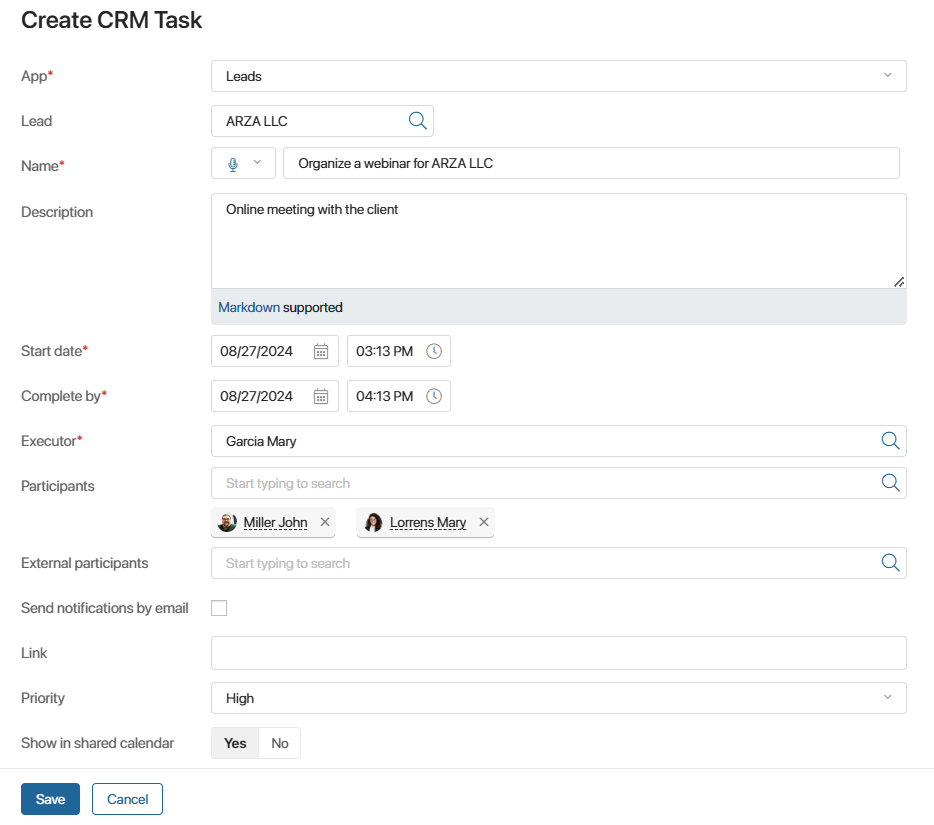 Create CRM Task
App* Leads
Lead ARZA LLC
Name* Organize a webinar for ARZA LLC
Description Online meeting with the client
Markdown supported
Start date* 08/27/2024 03:13 PM
Complete by* 08/27/2024 04:13 PM
Executor* Garcia Mary
Participants Start typing to search
Miller John Lorrens Mary
External participants Start typing to search
Send notifications by email
Link
Priority High
Show in shared calendar Yes No
Save Cancel